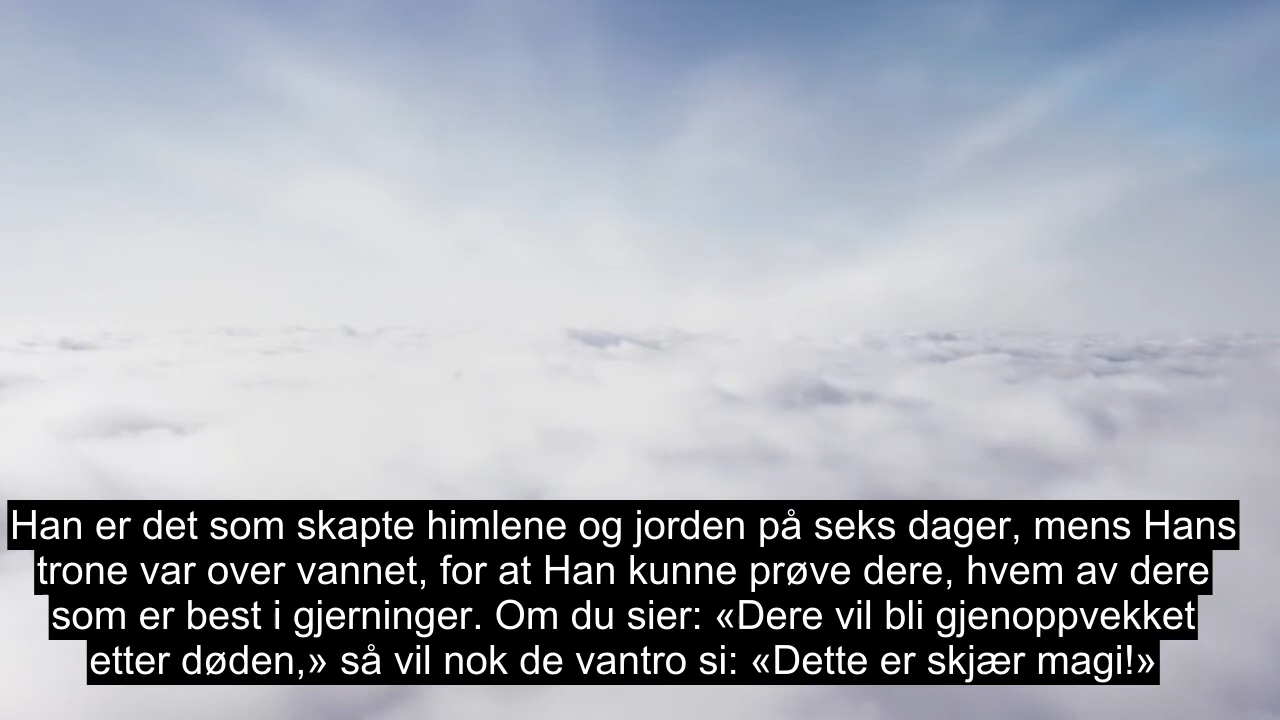 Han er det som skapte himlene og jorden på seks dager, mens Hans
trone var over vannet, for at Han kunne prøve dere, hvem av dere
som er best i gjerninger. Om du sier: «Dere vil bli gjenoppvekket
etter døden,» så vil nok de vantro si: «Dette er skjær magi!»